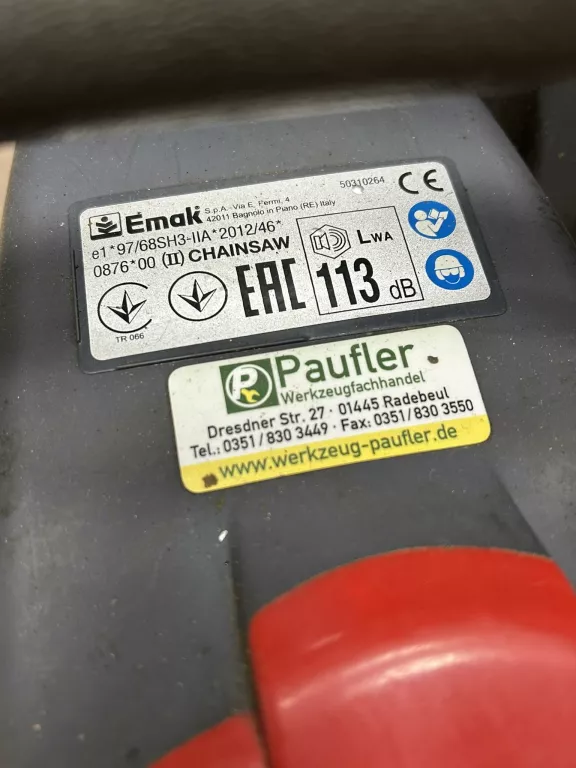 50310264
CE
Emak S.p.A. - Via E. Fermi, 4
42011 Bagnolo in Piano (RE) Italy
e1*97/68SH3-IIA*2012/46*
0876*00 (II) CHAINSAW
TR 066
EAC
LWA
113 dB
P
Paufler
Werkzeugfachhandel
Dresdner Str. 27 · 01445 Radebeul
Tel.: 0351/830 3449 · Fax: 0351/830 3550
www.werkzeug-paufler.de